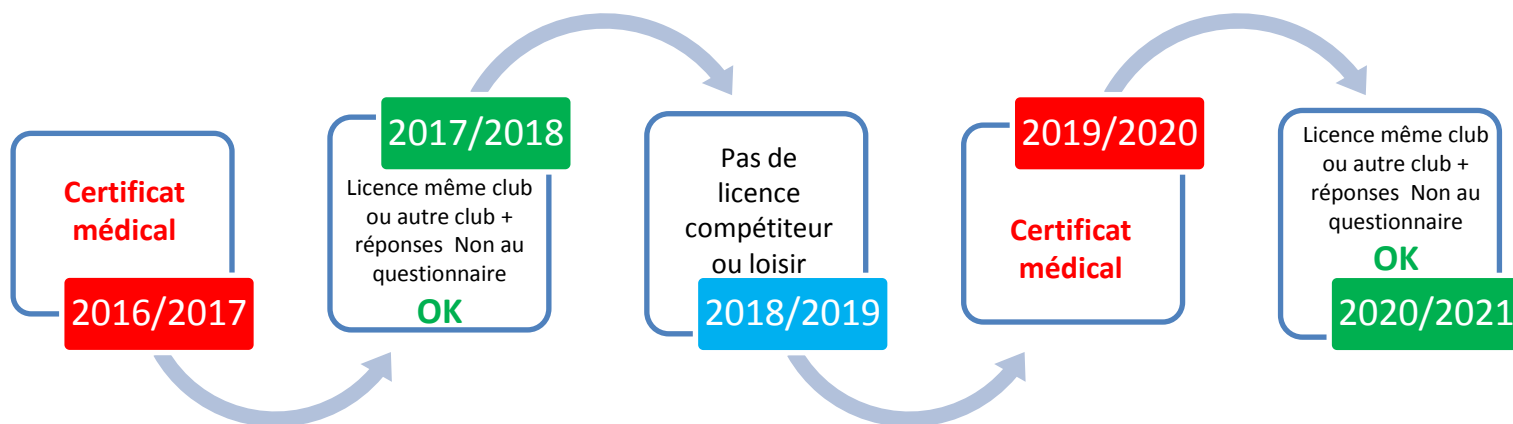 Certificat
médical
2016/2017
2017/2018
Licence même club
ou autre club +
réponses Non au
questionnaire
OK
Pas de
licence
compétiteur
ou loisir
2018/2019
2019/2020
Certificat
médical
Licence même club
ou autre club +
réponses Non au
questionnaire
OK
2020/2021